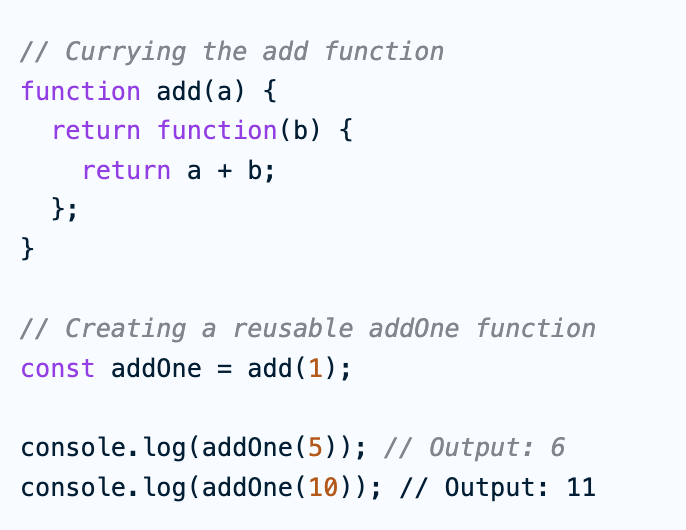 // Currying the add function
function add(a) {
  return function(b) {
    return a + b;
  };
}

// Creating a reusable addOne function
const addOne = add(1);

console.log(addOne(5)); // Output: 6
console.log(addOne(10)); // Output: 11